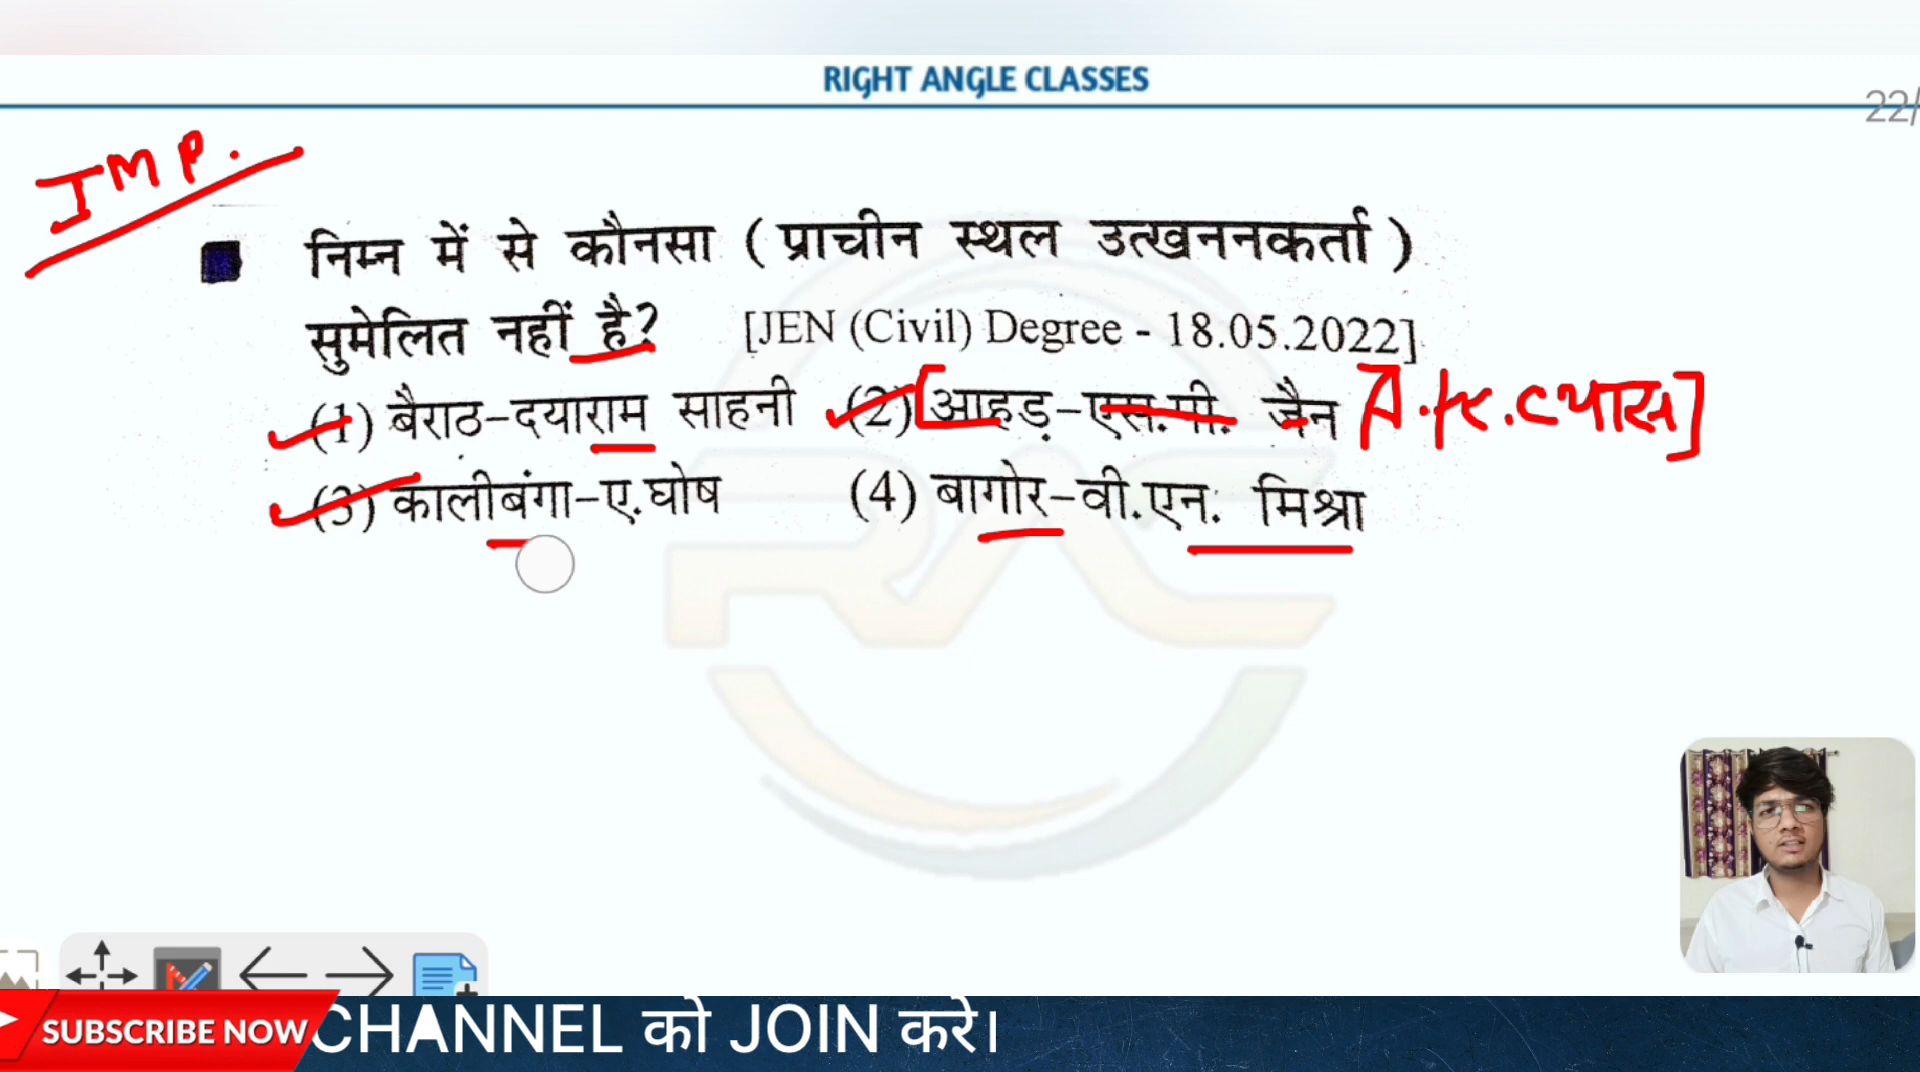 RIGHT ANGLE CLASSES
22/
IMP.
निम्न में से कौनसा ( प्राचीन स्थल उत्खननकर्ता )
सुमेलित नहीं है? [JEN (Civil) Degree - 18.05.2022]
(1) बैराठ-दयाराम साहनी (2) [आहड़-एस.पी. जैन A.K.व्यास]
(3) कालीबंगा-ए.घोष (4) बागोर-वी.एन. मिश्रा
SUBSCRIBE NOW CHANNEL को JOIN करे।